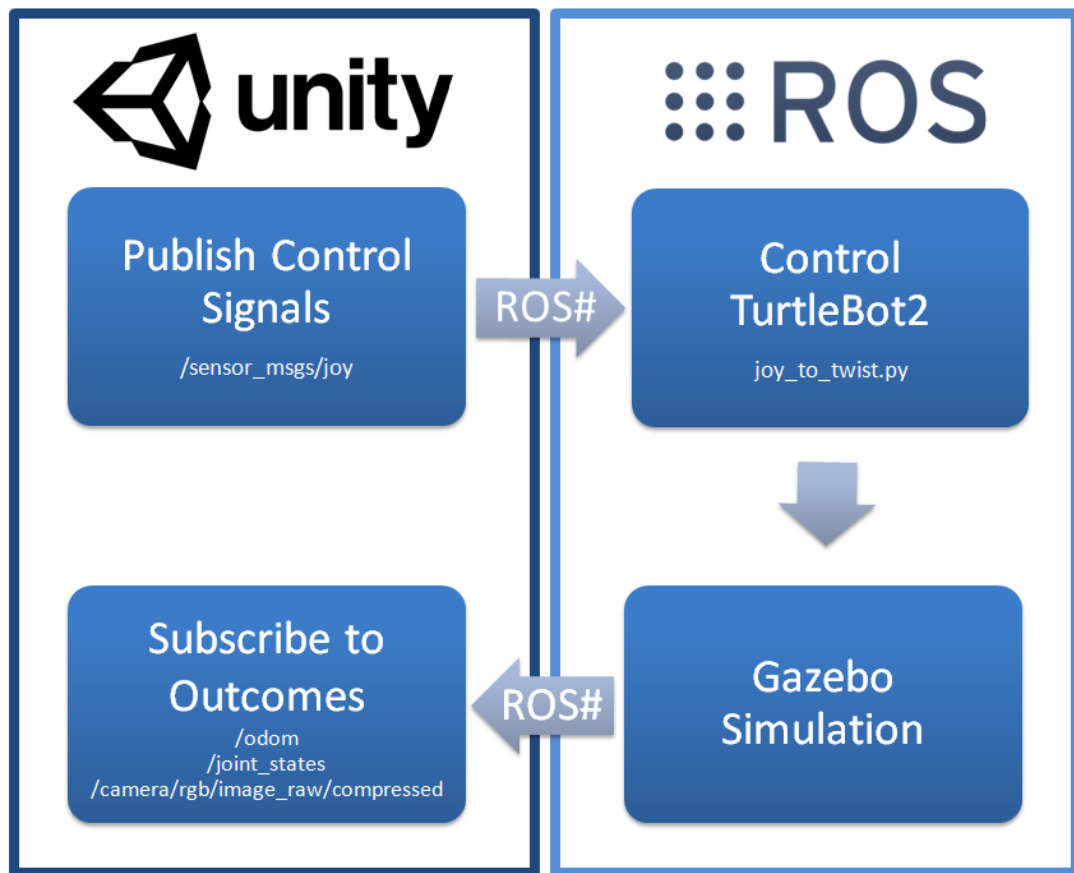 unity
ROS
Publish Control
Signals
/sensor_msgs/joy
ROS#
Control
TurtleBot2
joy_to_twist.py
Subscribe to
Outcomes
/odom
/joint_states
/camera/rgb/image_raw/compressed
ROS#
Gazebo
Simulation